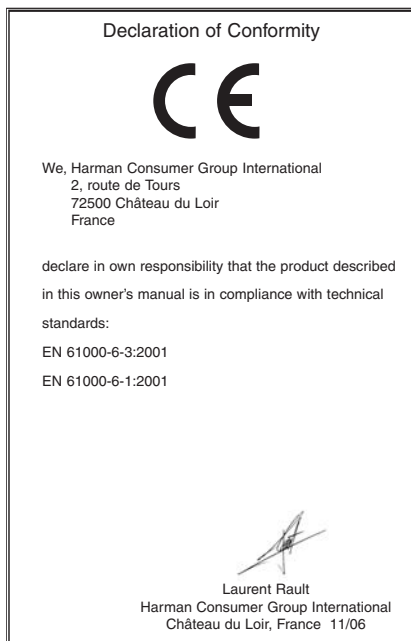 Declaration of Conformity
CE
We, Harman Consumer Group International
2, route de Tours
72500 Château du Loir
France
declare in own responsibility that the product described
in this owner's manual is in compliance with technical
standards:
EN 61000-6-3:2001
EN 61000-6-1:2001
Laurent Rault
Harman Consumer Group International
Château du Loir, France 11/06